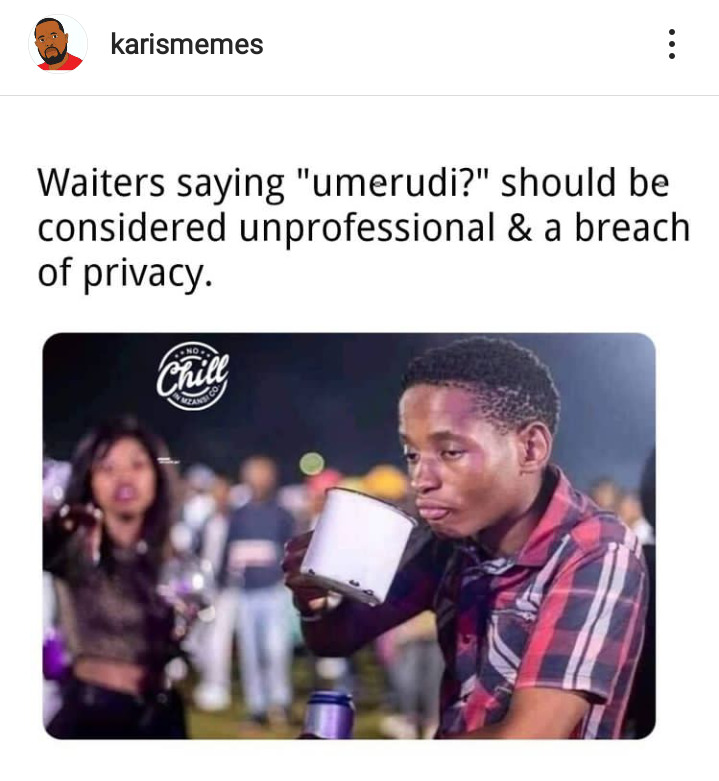 karismemes
Waiters saying "umerudi?" should be
considered unprofessional & a breach
of privacy.
NO
Chill
IN MZANSI CO.